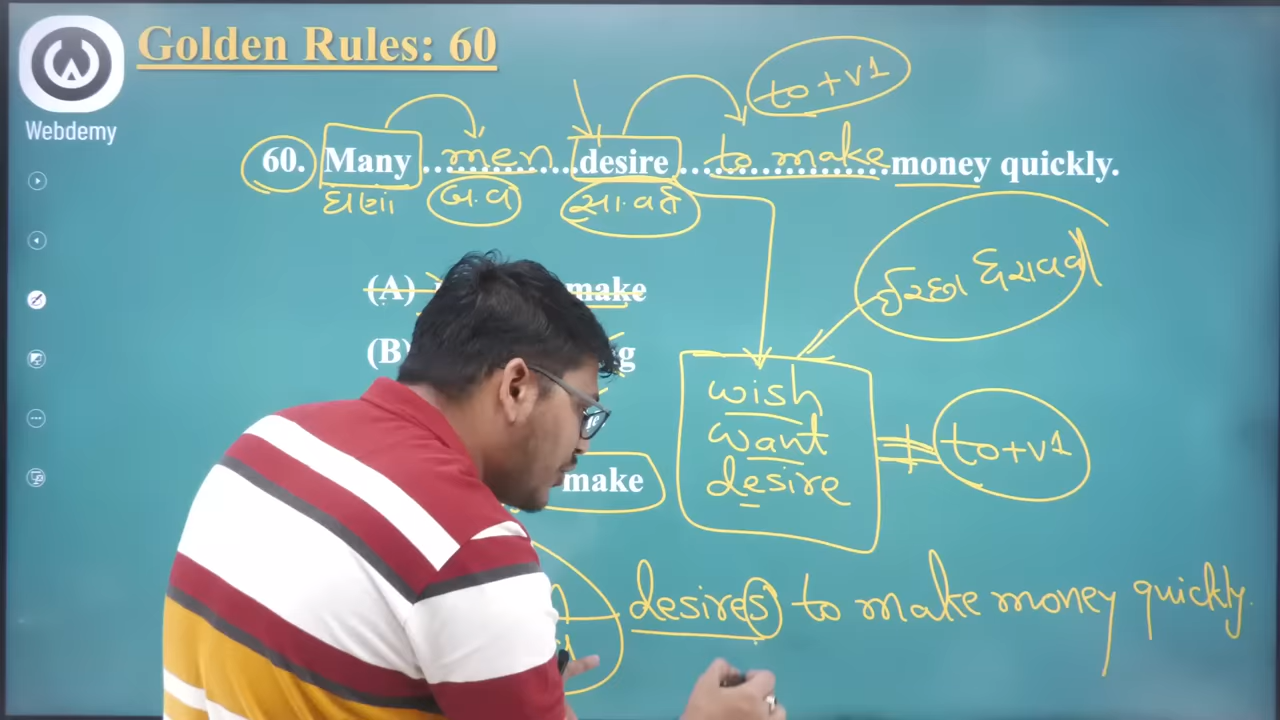 Golden Rules: 60
Webdemy
to + v1
60. Many ... men ... desire ... to make ... money quickly.
ઘણા બ.વ સા.વર્ત
ઈચ્છા ધરાવવી
(A) make
(B) g
wish
want
desire
≠ to + v1
make
desires to make money quickly.